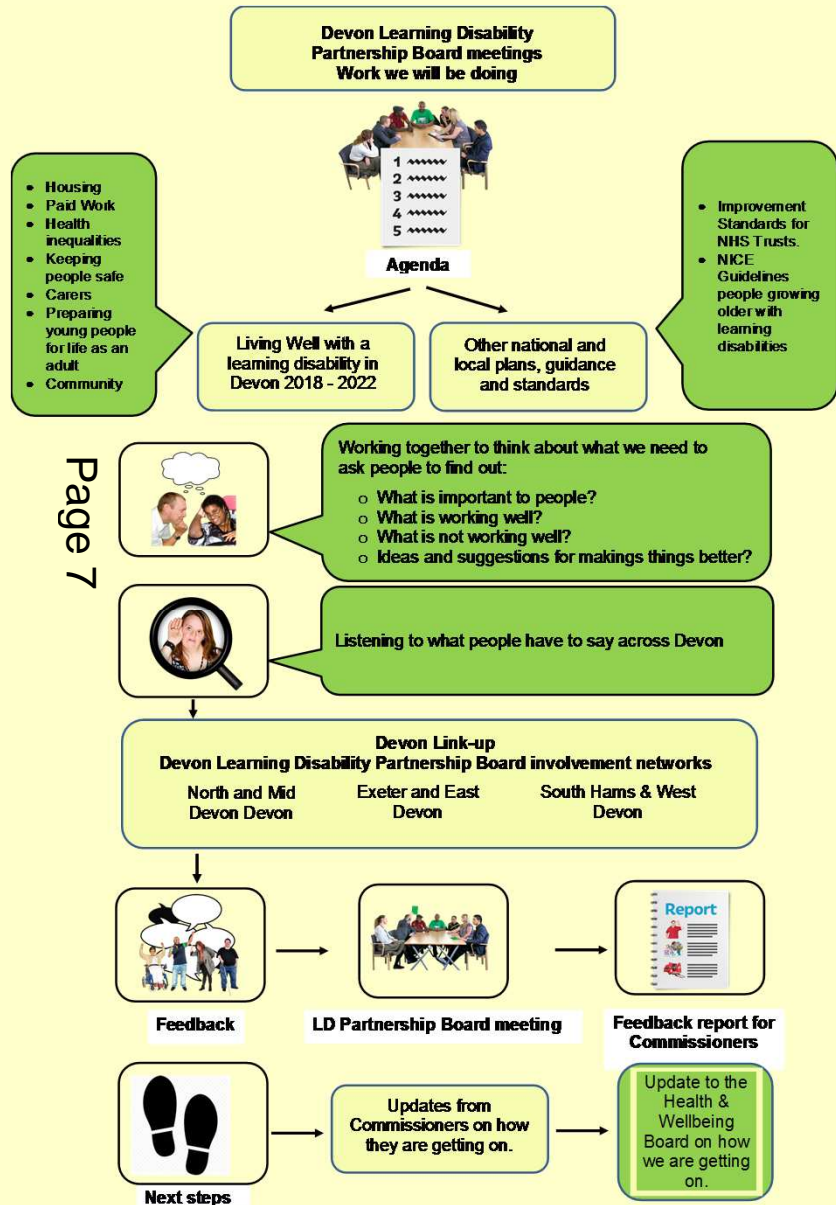 Devon Learning Disability
Partnership Board meetings
Work we will be doing
1
2
3
4
5
Agenda
• Housing
• Paid Work
• Health
inequalities
• Keeping
people safe
• Carers
• Preparing
young people
for life as an
adult
• Community
• Improvement
Standards for
NHS Trusts.
• NICE
Guidelines
people growing
older with
learning
disabilities
Living Well with a
learning disability in
Devon 2018 - 2022
Other national and
local plans, guidance
and standards
Page 7
Working together to think about what we need to
ask people to find out:
o What is important to people?
o What is working well?
o What is not working well?
o Ideas and suggestions for makings things better?
Listening to what people have to say across Devon
Devon Link-up
Devon Learning Disability Partnership Board involvement networks
North and Mid
Devon Devon
Exeter and East
Devon
South Hams & West
Devon
Report
Feedback
LD Partnership Board meeting
Feedback report for
Commissioners
Next steps
Updates from
Commissioners on how
they are getting on.
Update to the
Health &
Wellbeing
Board on how
we are getting
on.